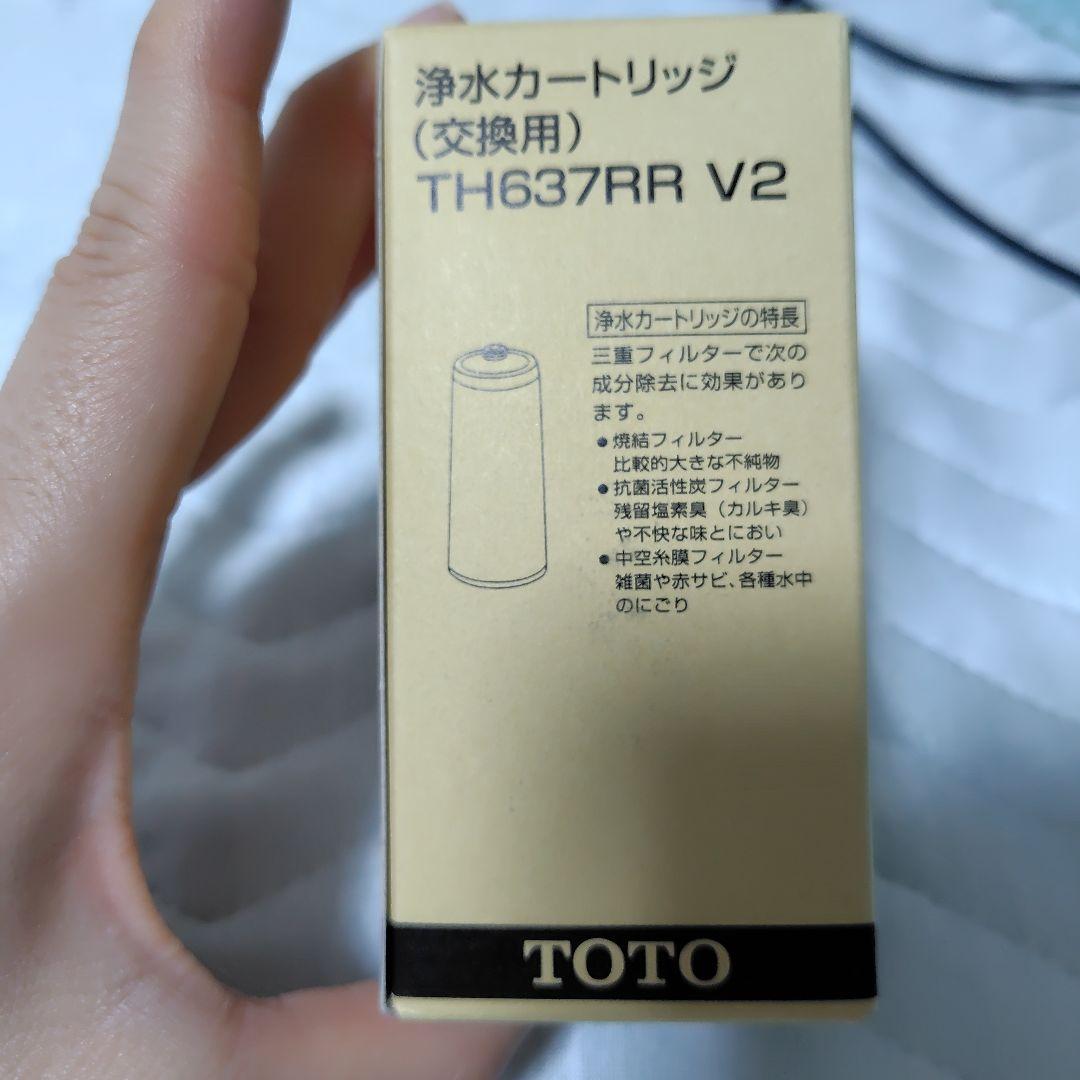 浄水カートリッジ
(交換用)
TH637RR V2
浄水カートリッジの特長
三重フィルターで次の
成分除去に効果があり
ます。
●焼結フィルター
比較的大きな不純物
●抗菌活性炭フィルター
残留塩素臭（カルキ臭）
や不快な味とにおい
●中空糸膜フィルター
雑菌や赤サビ、各種水中
のにごり
TOTO